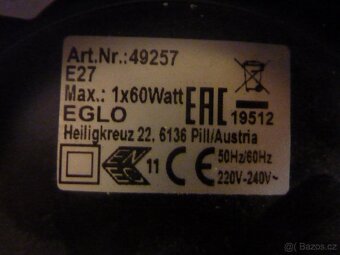 Art.Nr.:49257
E27
Max.: 1x60Watt
EAC
19512
EGLO
Heiligkreuz 22, 6136 Pill/Austria
ENEC 11 CE 50Hz/60Hz
220V-240V~
Bazos.cz